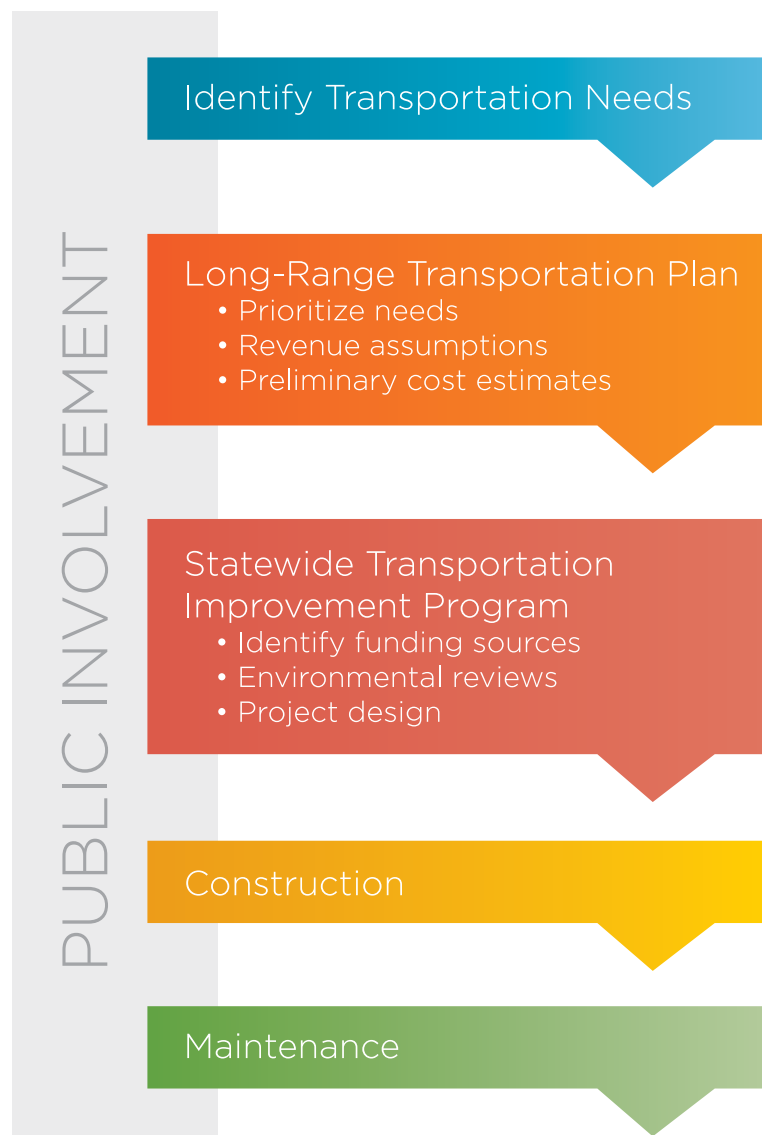 PUBLIC INVOLVEMENT
Identify Transportation Needs
Long-Range Transportation Plan
• Prioritize needs
• Revenue assumptions
• Preliminary cost estimates
Statewide Transportation
Improvement Program
• Identify funding sources
• Environmental reviews
• Project design
Construction
Maintenance